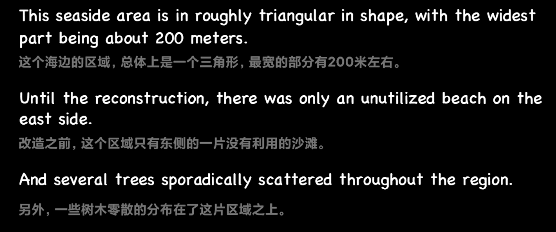 This seaside area is in roughly triangular in shape, with the widest
part being about 200 meters.
这个海边的区域，总体上是一个三角形，最宽的部分有200米左右。
Until the reconstruction, there was only an unutilized beach on the
east side.
改造之前，这个区域只有东侧的一片没有利用的沙滩。
And several trees sporadically scattered throughout the region.
另外，一些树木零散的分布在了这片区域之上。